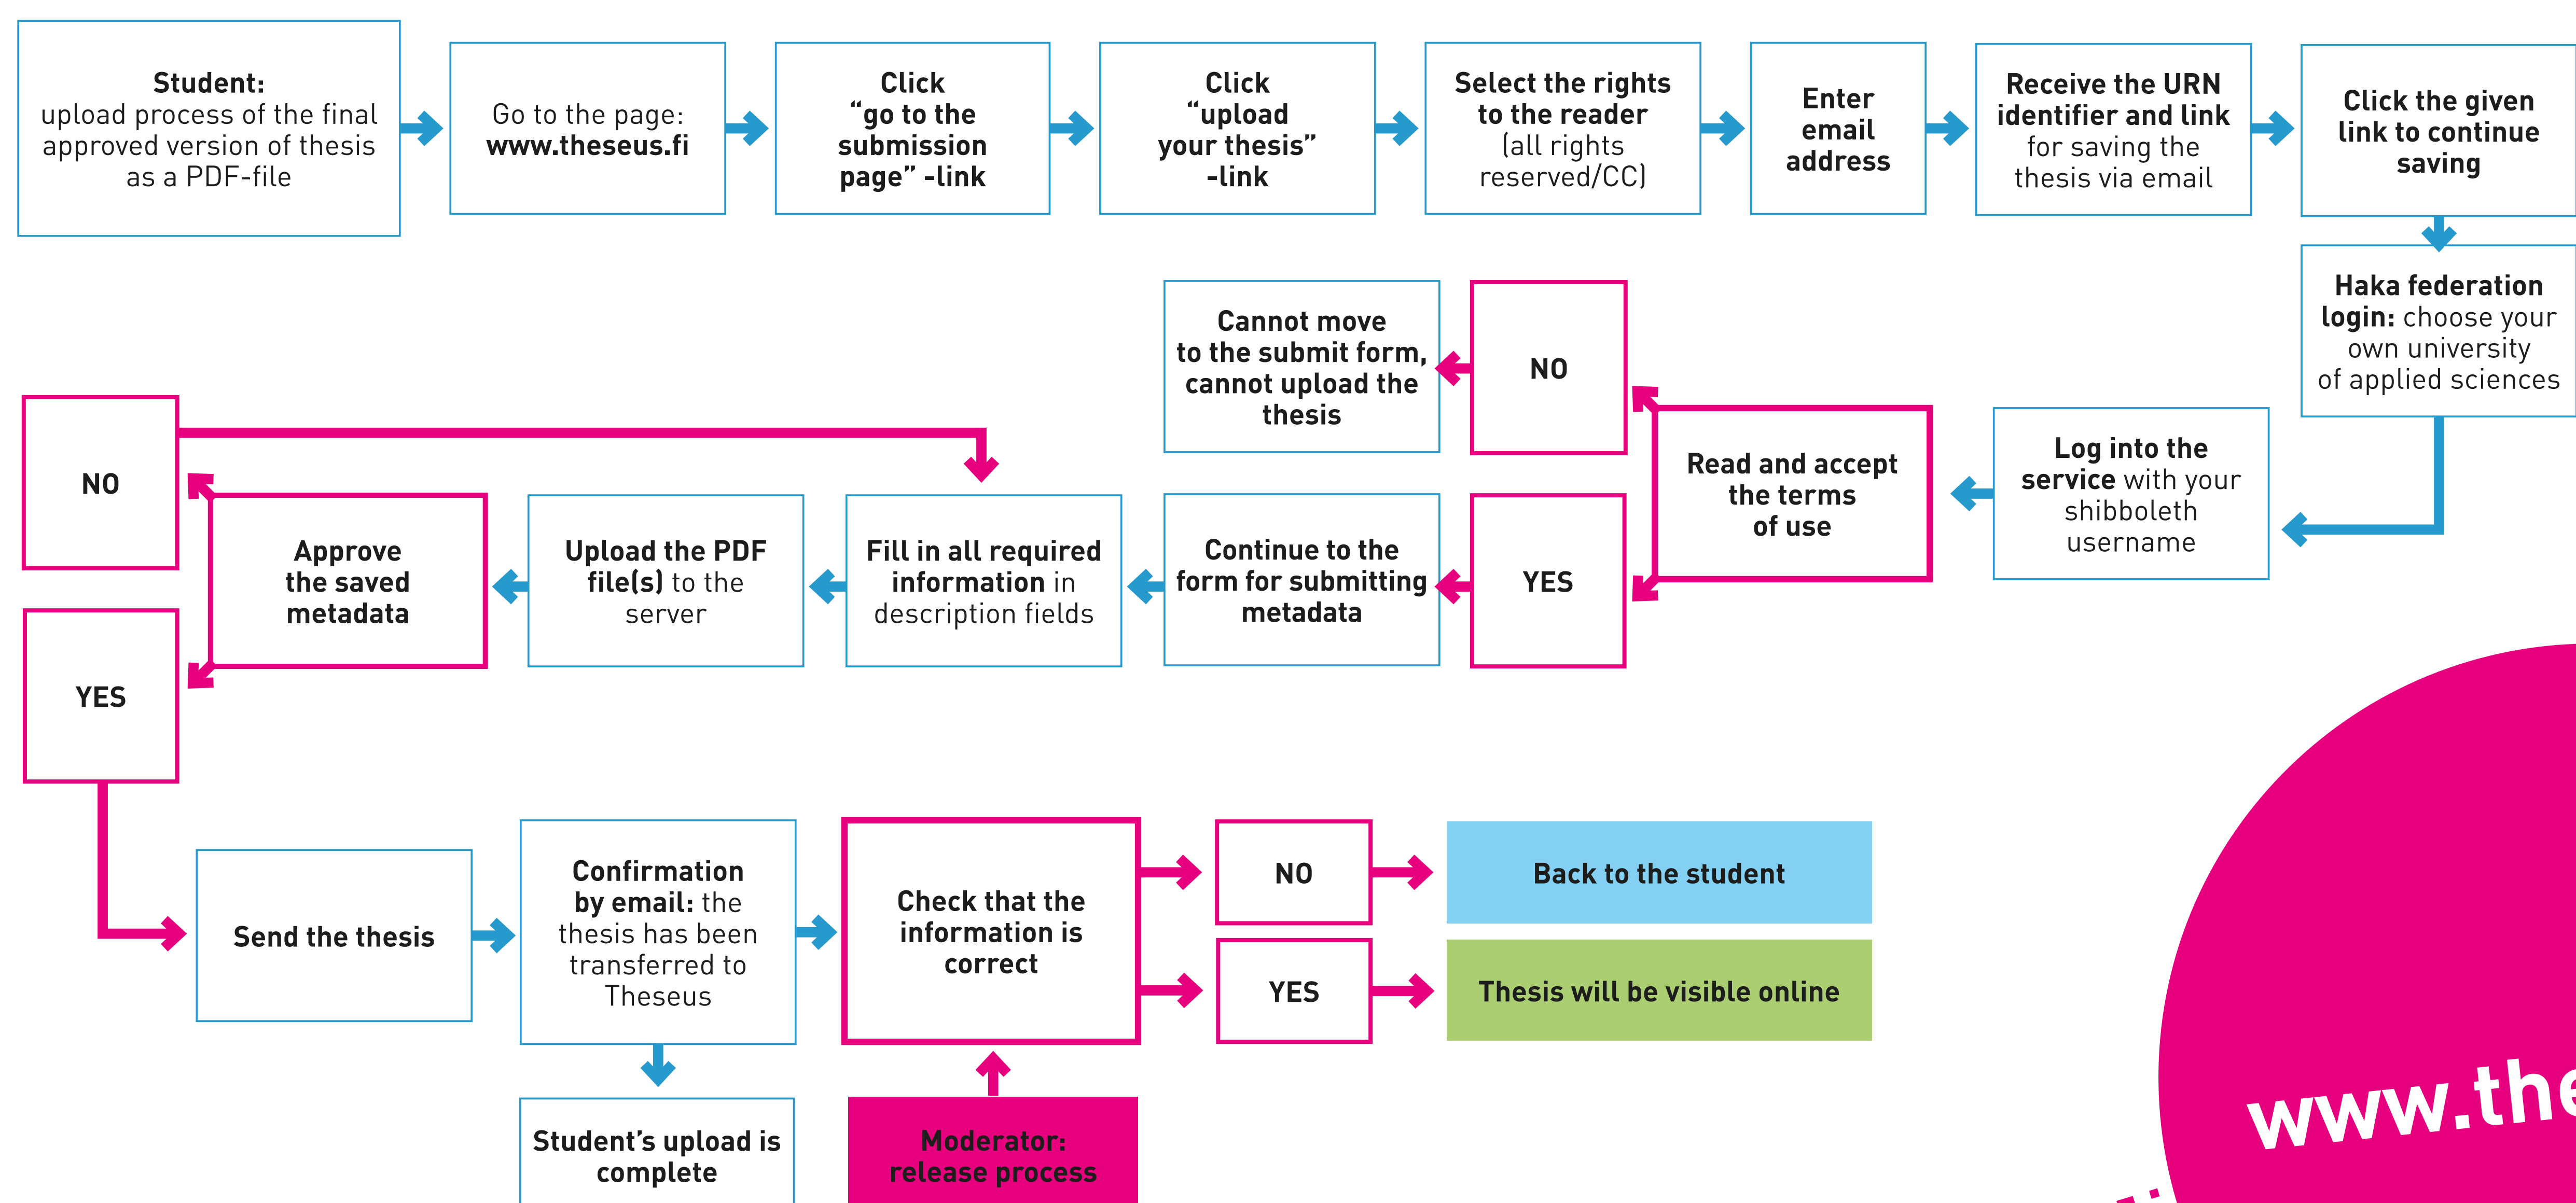 Student:
upload process of the final
approved version of thesis
as a PDF-file
Go to the page:
www.theseus.fi
Click
“go to the
submission
page” -link
Click
“upload
your thesis”
-link
Select the rights
to the reader
(all rights
reserved/CC)
Enter
email
address
Receive the URN
identifier and link
for saving the
thesis via email
Click the given
link to continue
saving
Haka federation
login: choose your
own university
of applied sciences
Log into the
service with your
shibboleth
username
Read and accept
the terms
of use
NO
Cannot move
to the submit form,
cannot upload the
thesis
YES
Continue to the
form for submitting
metadata
Fill in all required
information in
description fields
Upload the PDF
file(s) to the
server
Approve
the saved
metadata
NO
YES
Send the thesis
Confirmation
by email: the
thesis has been
transferred to
Theseus
Student’s upload is
complete
Check that the
information is
correct
Moderator:
release process
NO
Back to the student
YES
Thesis will be visible online
www.the